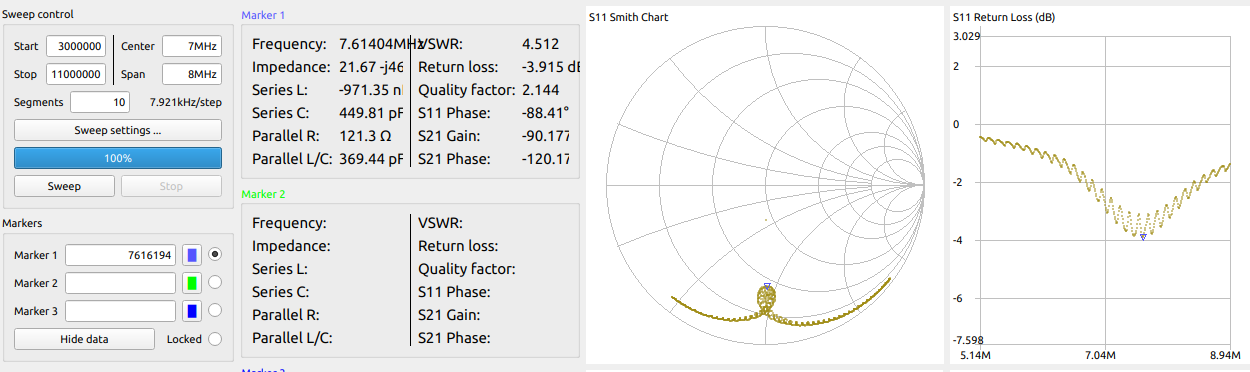 Sweep control
Start 3000000 Center 7MHz
Stop 11000000 Span 8MHz
Segments 10 7.921kHz/step
Sweep settings ...
100%
Sweep Stop
Markers
Marker 1 7616194
Marker 2
Marker 3
Hide data Locked
Marker 1
Frequency: 7.61404MHz VSWR: 4.512
Impedance: 21.67 -j46 Return loss: -3.915 dB
Series L: -971.35 nH Quality factor: 2.144
Series C: 449.81 pF S11 Phase: -88.41°
Parallel R: 121.3 Ω S21 Gain: -90.177
Parallel L/C: 369.44 pF S21 Phase: -120.17
Marker 2
Frequency: VSWR:
Impedance: Return loss:
Series L: Quality factor:
Series C: S11 Phase:
Parallel R: S21 Gain:
Parallel L/C: S21 Phase:
S11 Smith Chart
S11 Return Loss (dB)
3.029
2
0
-2
-4
-6
-7.598
5.14M 7.04M 8.94M